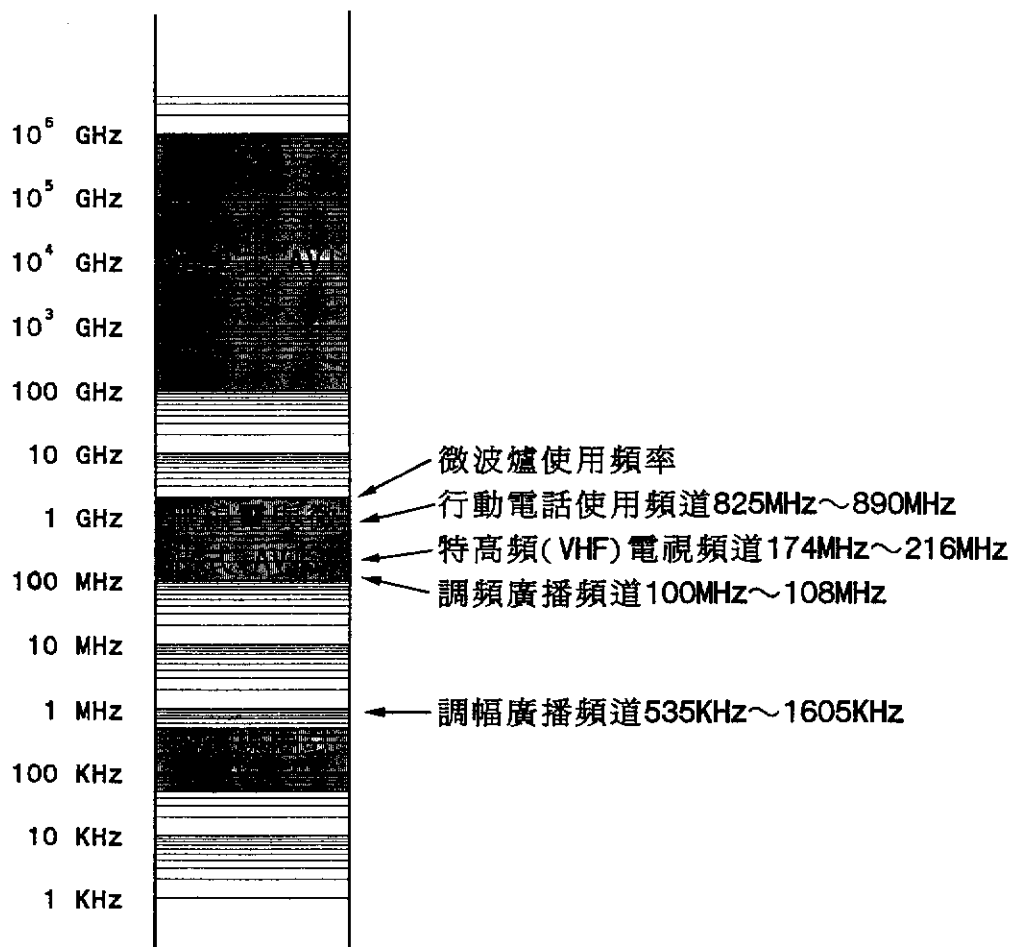 10⁶ GHz
10⁵ GHz
10⁴ GHz
10³ GHz
100 GHz
10 GHz
1 GHz
100 MHz
10 MHz
1 MHz
100 KHz
10 KHz
1 KHz
微波爐使用頻率
行動電話使用頻道825MHz～890MHz
特高頻(VHF)電視頻道174MHz～216MHz
調頻廣播頻道100MHz～108MHz
調幅廣播頻道535KHz～1605KHz